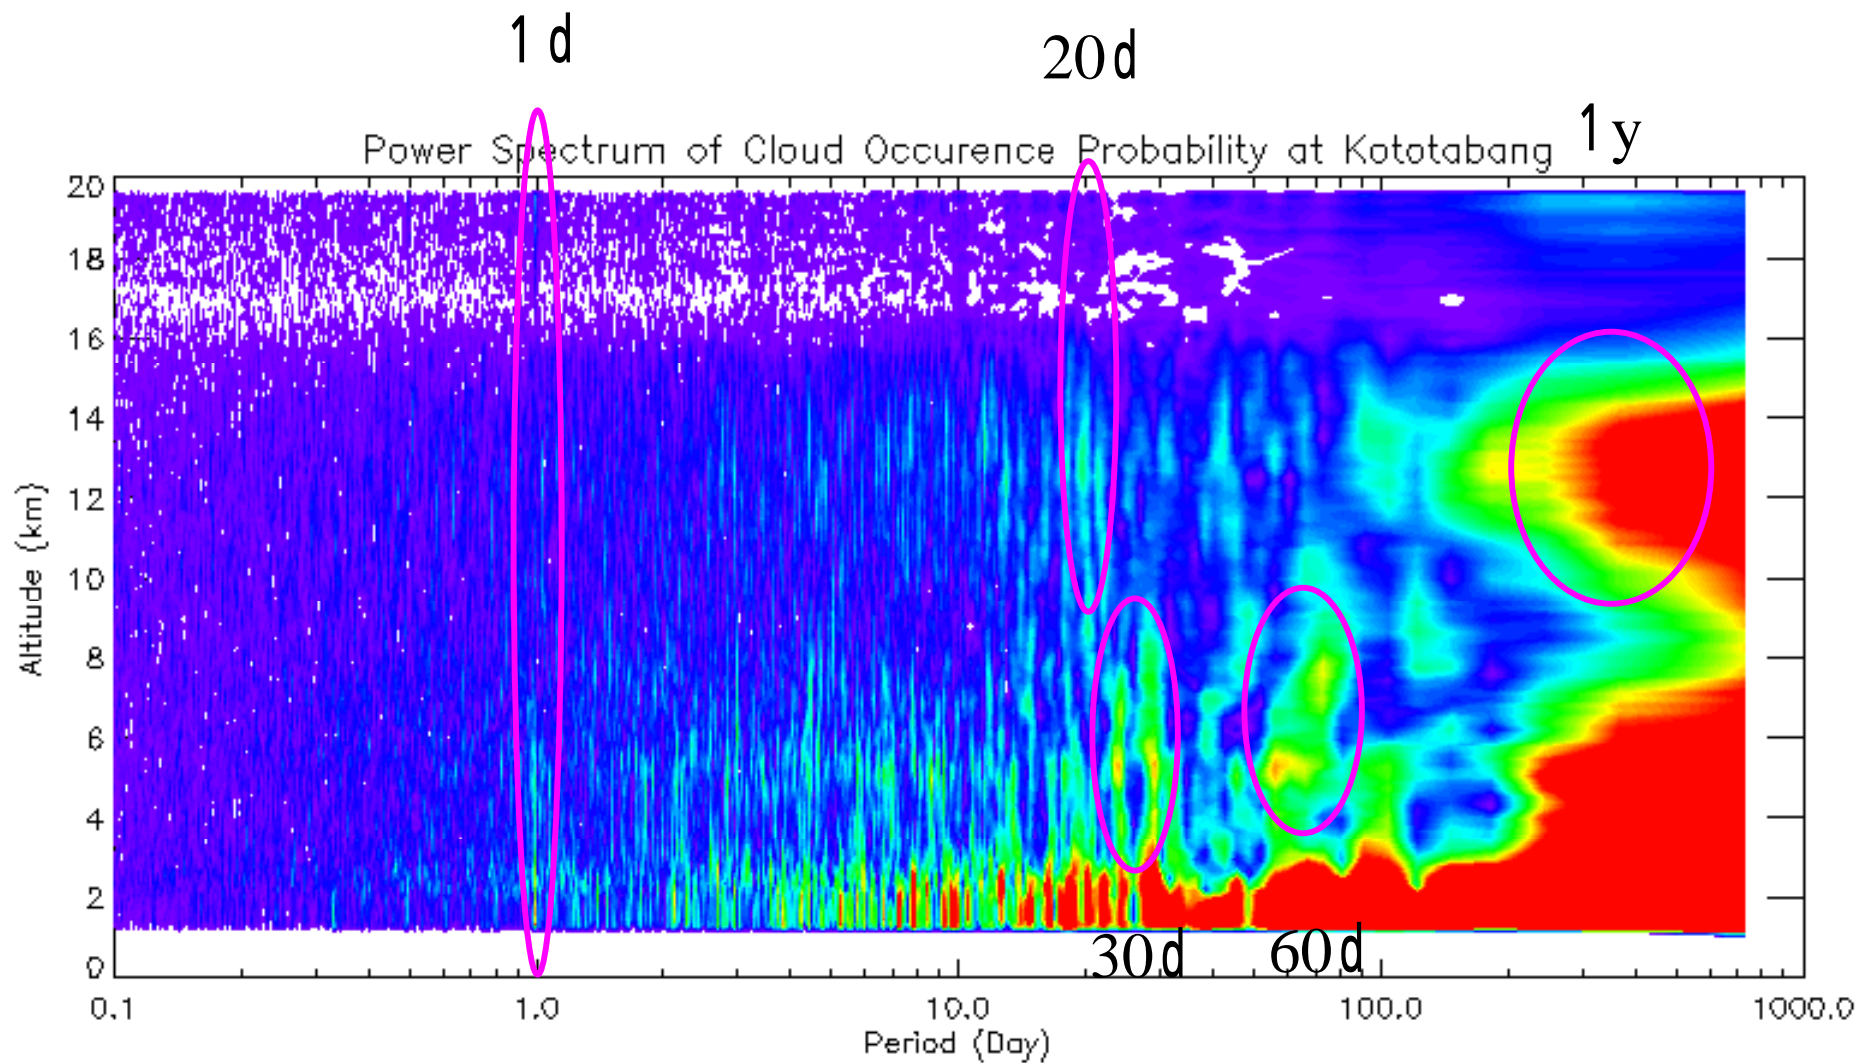 1 d
20d
1y
Power Spectrum of Cloud Occurence Probability at Kototabang
20
18
16
14
12
10
8
6
4
2
0
Altitude (km)
30d
60d
0.1
1.0
10.0
100.0
1000.0
Period (Day)